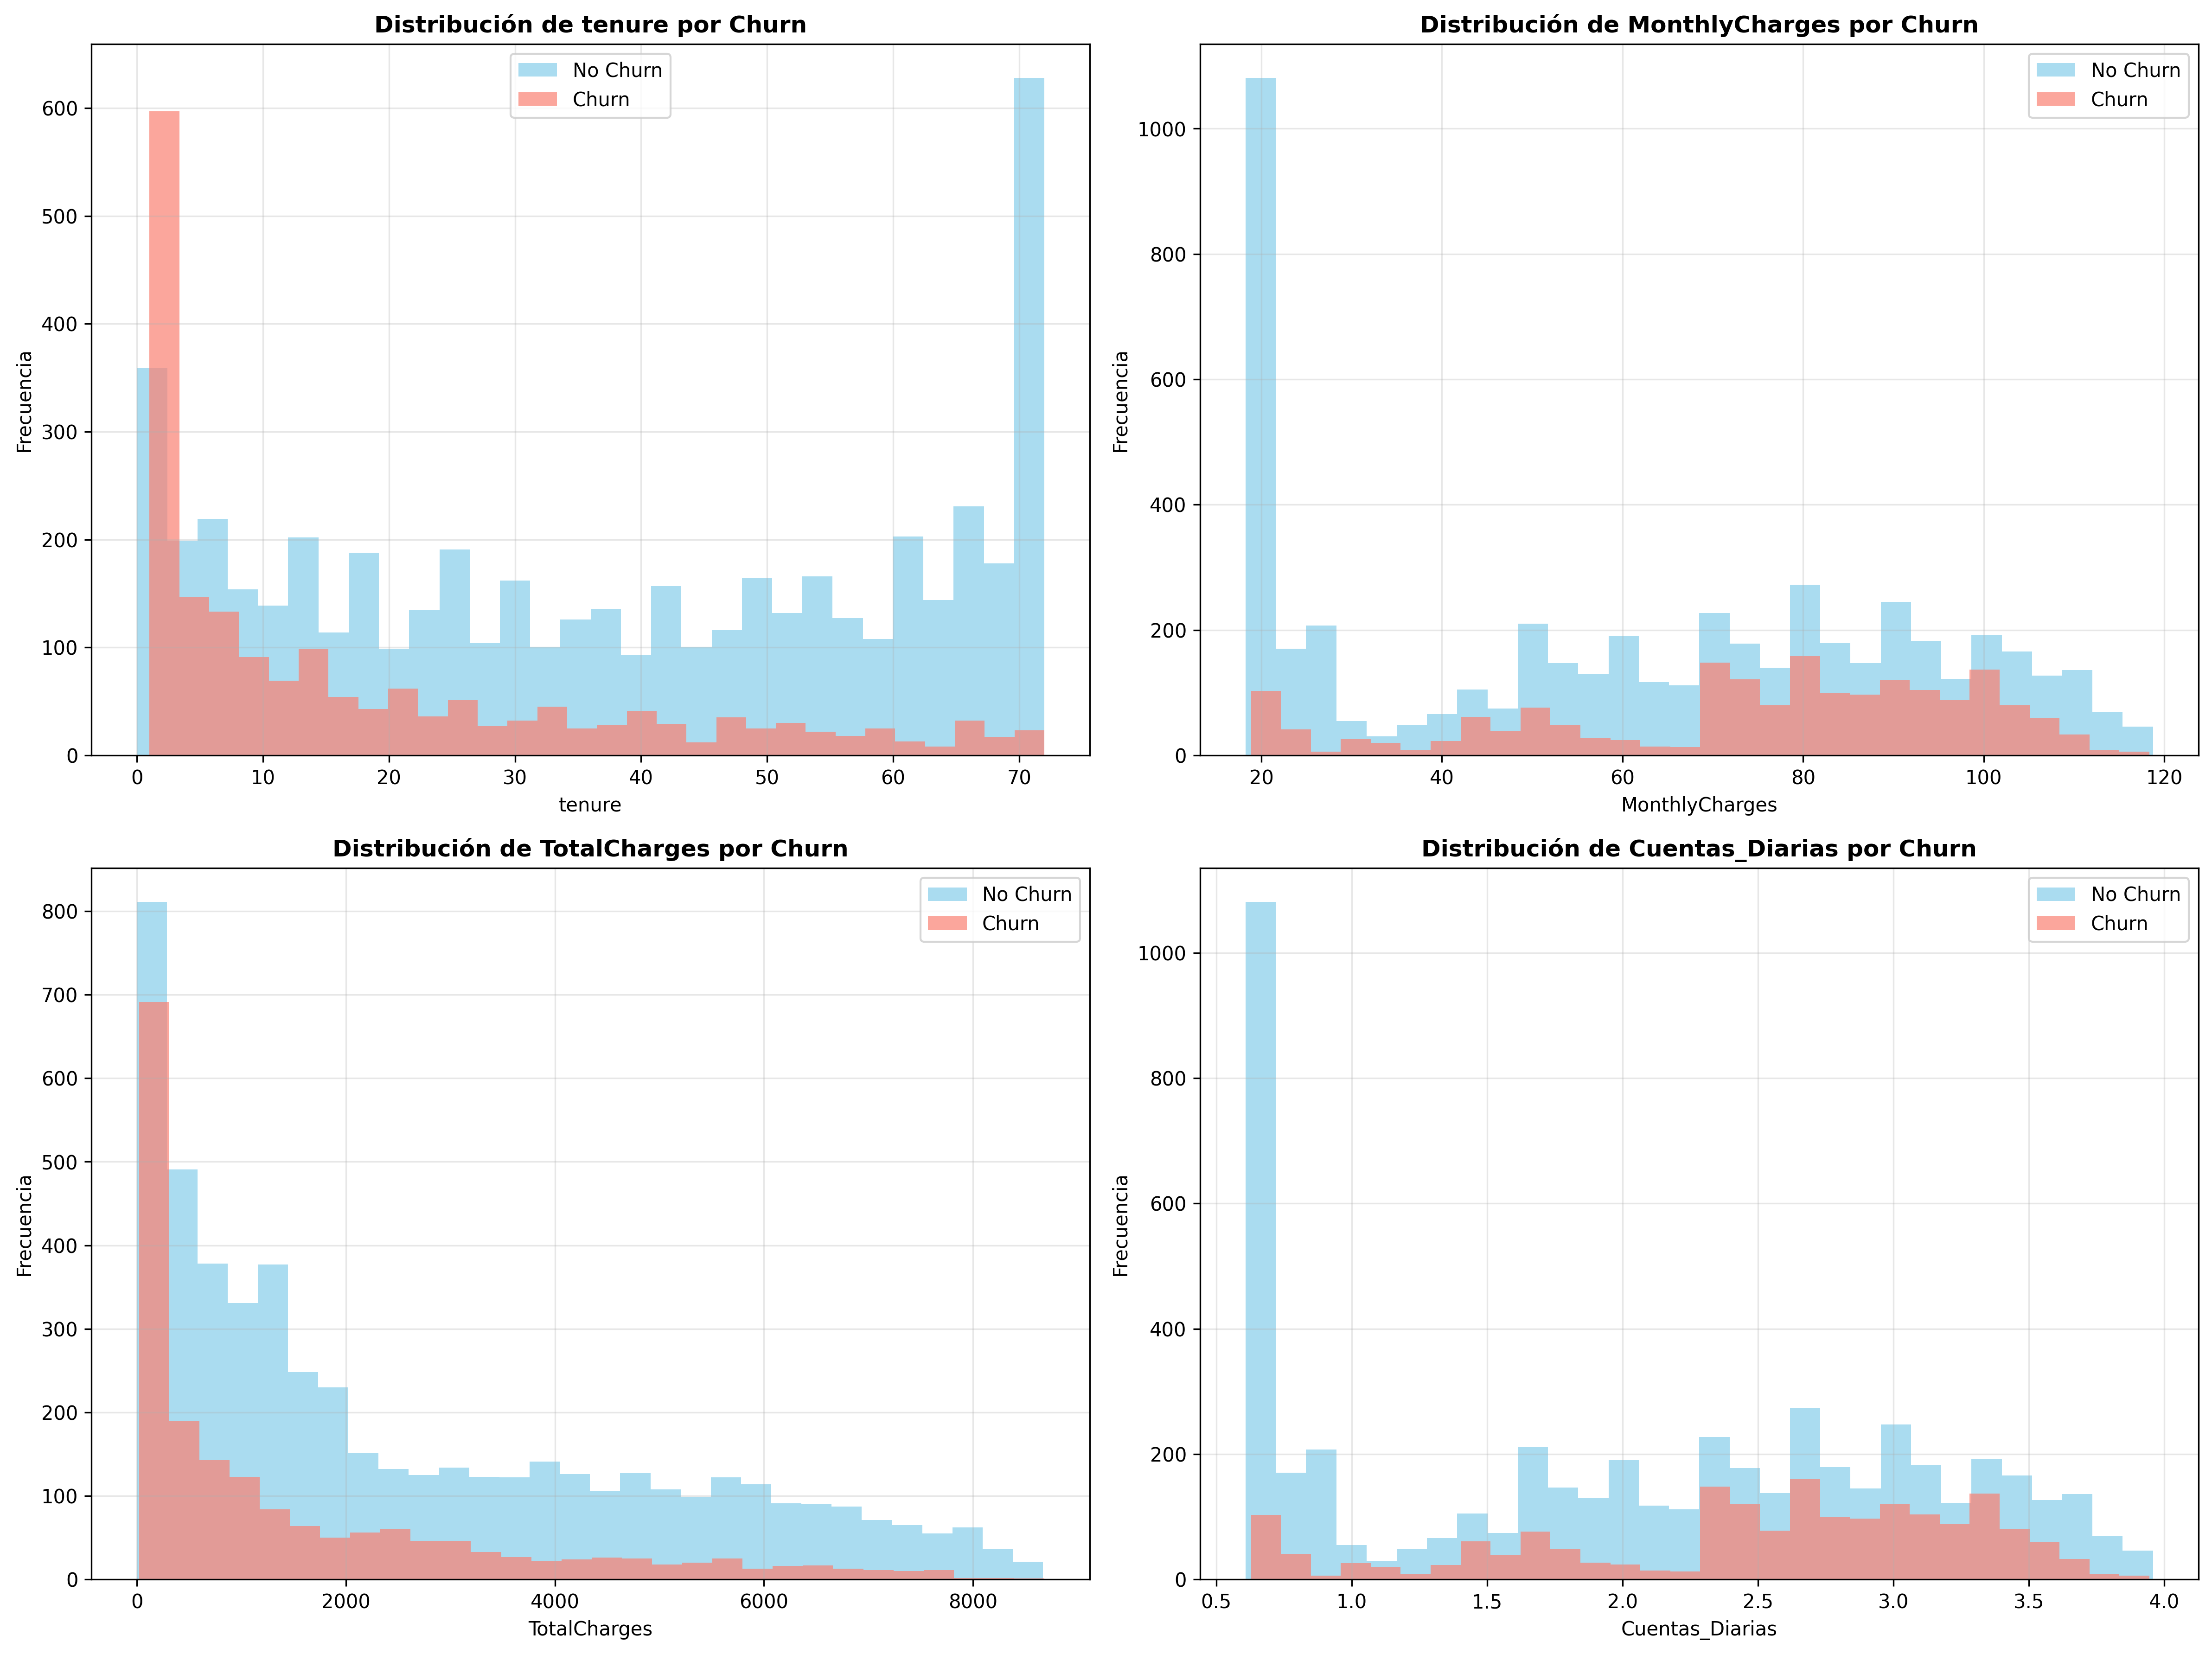 Distribución de tenure por Churn
No Churn
Churn
Frecuencia
600
500
400
300
200
100
0
0 10 20 30 40 50 60 70
tenure
Distribución de MonthlyCharges por Churn
No Churn
Churn
Frecuencia
1000
800
600
400
200
0
20 40 60 80 100 120
MonthlyCharges
Distribución de TotalCharges por Churn
No Churn
Churn
Frecuencia
800
700
600
500
400
300
200
100
0
0 2000 4000 6000 8000
TotalCharges
Distribución de Cuentas_Diarias por Churn
No Churn
Churn
Frecuencia
1000
800
600
400
200
0
0.5 1.0 1.5 2.0 2.5 3.0 3.5 4.0
Cuentas_Diarias